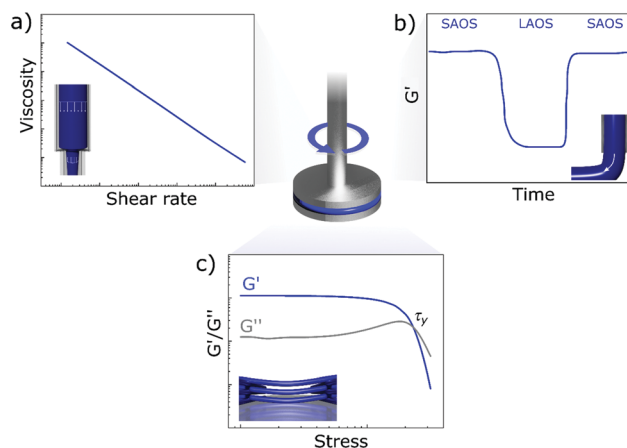 a)
Viscosity
Shear rate
b)
SAOS LAOS SAOS
G'
Time
c)
G'
G''
τy
G'/G''
Stress